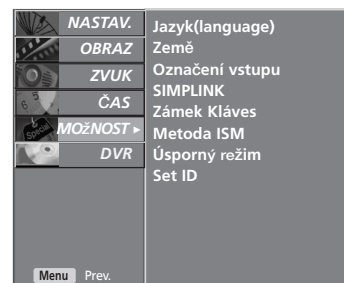 NASTAV.
OBRAZ
ZVUK
ČAS
MOžNOST ►
DVR
Menu Prev.
Jazyk(language)
Země
Označení vstupu
SIMPLINK
Zámek Kláves
Metoda ISM
Úsporný režim
Set ID